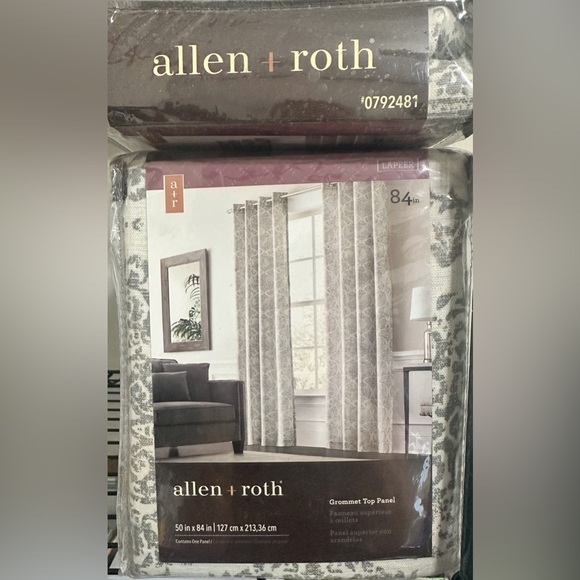 allen + roth
#0792481
LAPEER
a+r
84in
allen + roth
50 in x 84 in | 127 cm x 213,36 cm
Contains One Panel /
Grommet Top Panel
Panneau supérieur
à œillets
Panel superior con
arandelas